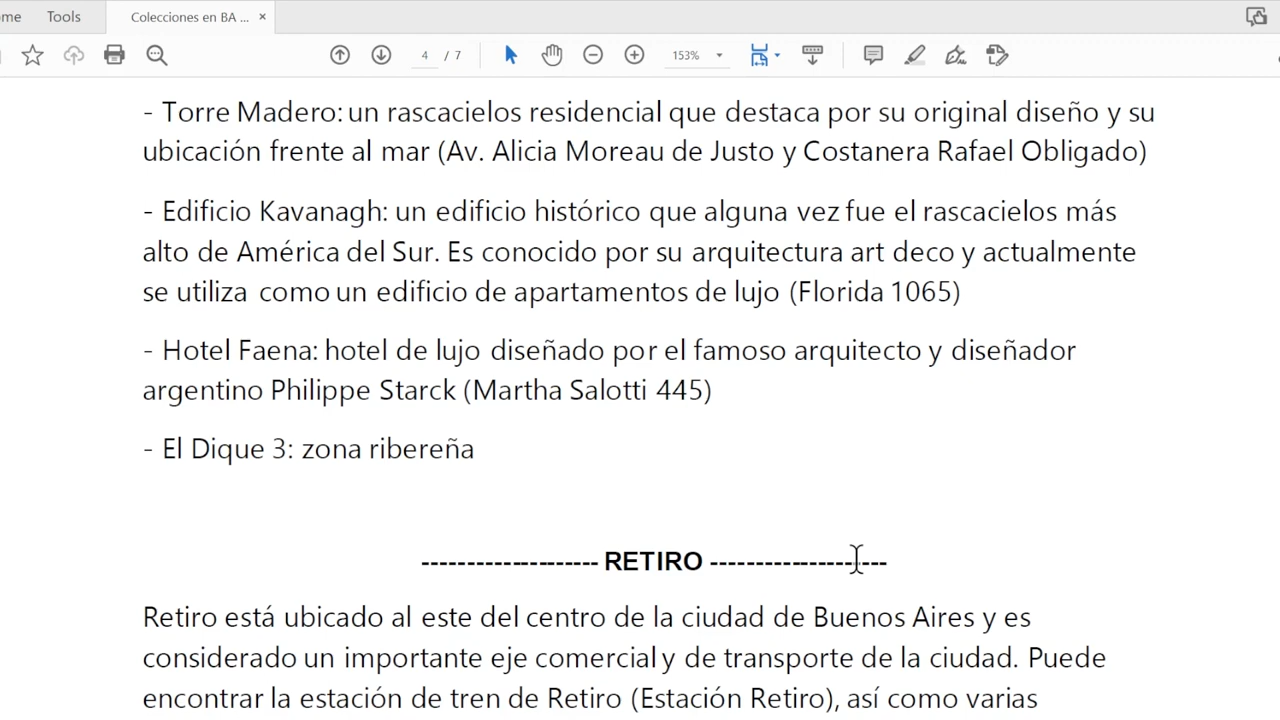 ome Tools Colecciones en BA ... ×
4 / 7 153%
- Torre Madero: un rascacielos residencial que destaca por su original diseño y su
ubicación frente al mar (Av. Alicia Moreau de Justo y Costanera Rafael Obligado)
- Edificio Kavanagh: un edificio histórico que alguna vez fue el rascacielos más
alto de América del Sur. Es conocido por su arquitectura art deco y actualmente
se utiliza como un edificio de apartamentos de lujo (Florida 1065)
- Hotel Faena: hotel de lujo diseñado por el famoso arquitecto y diseñador
argentino Philippe Starck (Martha Salotti 445)
- El Dique 3: zona ribereña
------------------- RETIRO -------------------
Retiro está ubicado al este del centro de la ciudad de Buenos Aires y es
considerado un importante eje comercial y de transporte de la ciudad. Puede
encontrar la estación de tren de Retiro (Estación Retiro), así como varias